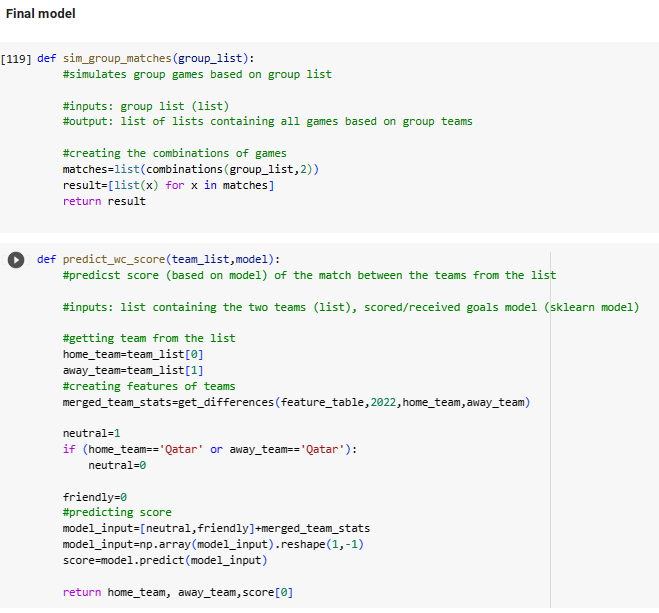 Final model
[119] def sim_group_matches(group_list):
#simulates group games based on group list
#inputs: group list (list)
#output: list of lists containing all games based on group teams
#creating the combinations of games
matches=list(combinations(group_list,2))
result=[list(x) for x in matches]
return result
def predict_wc_score(team_list,model):
#predicst score (based on model) of the match between the teams from the list
#inputs: list containing the two teams (list), scored/received goals model (sklearn model)
#getting team from the list
home_team=team_list[0]
away_team=team_list[1]
#creating features of teams
merged_team_stats=get_differences(feature_table,2022,home_team,away_team)
neutral=1
if (home_team=='Qatar' or away_team=='Qatar'):
neutral=0
friendly=0
#predicting score
model_input=[neutral,friendly]+merged_team_stats
model_input=np.array(model_input).reshape(1,-1)
score=model.predict(model_input)
return home_team, away_team,score[0]